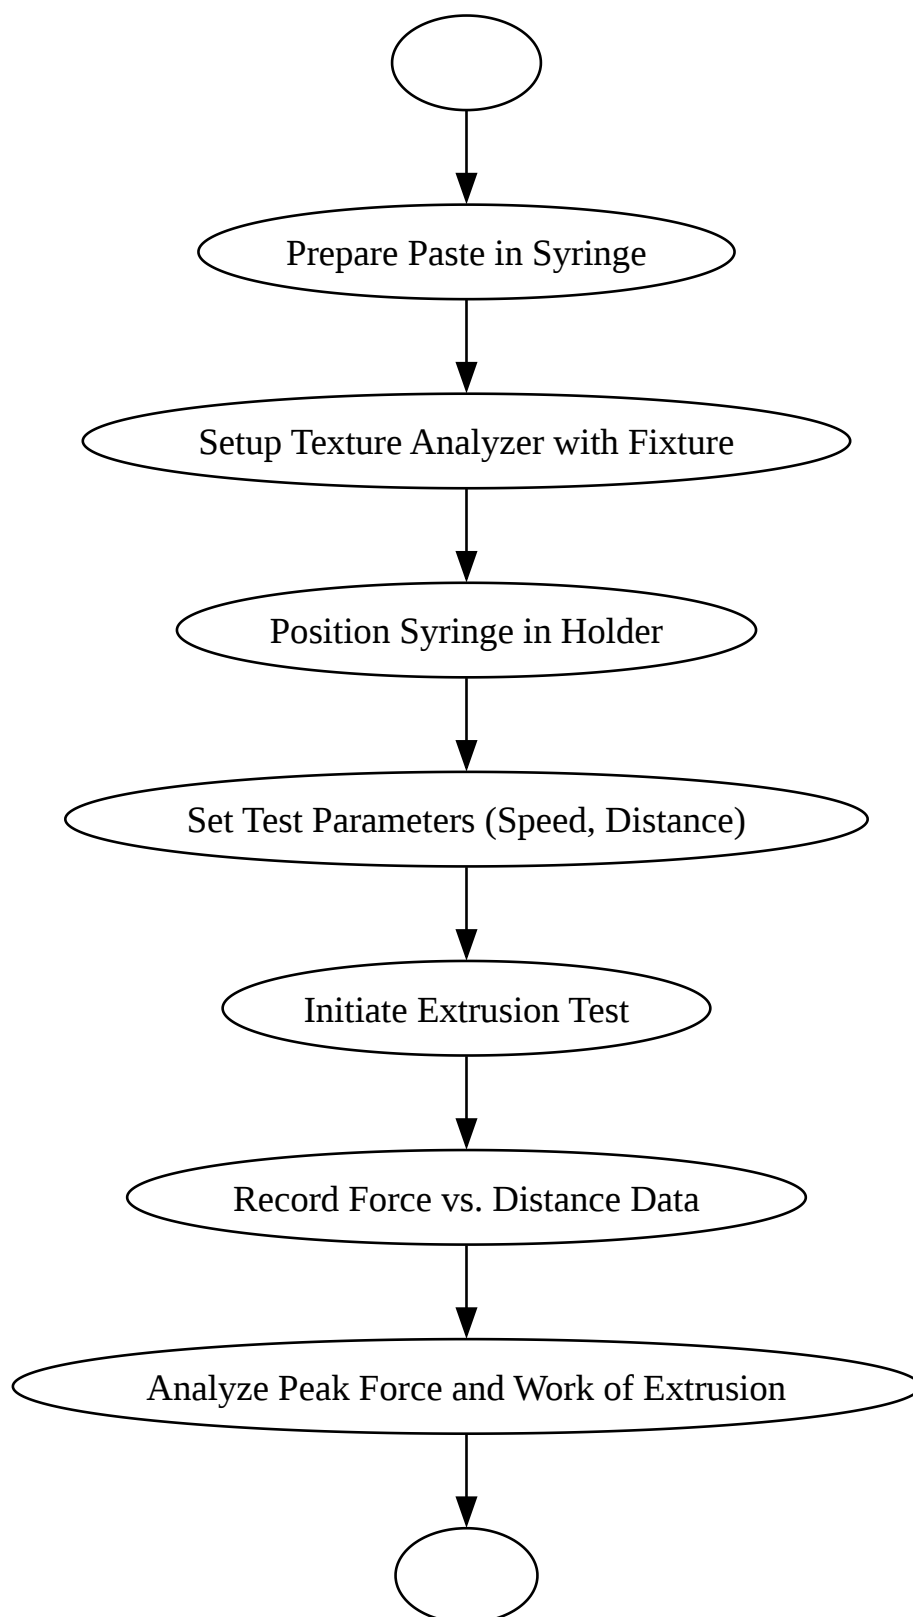 Prepare Paste in Syringe
Setup Texture Analyzer with Fixture
Position Syringe in Holder
Set Test Parameters (Speed, Distance)
Initiate Extrusion Test
Record Force vs. Distance Data
Analyze Peak Force and Work of Extrusion